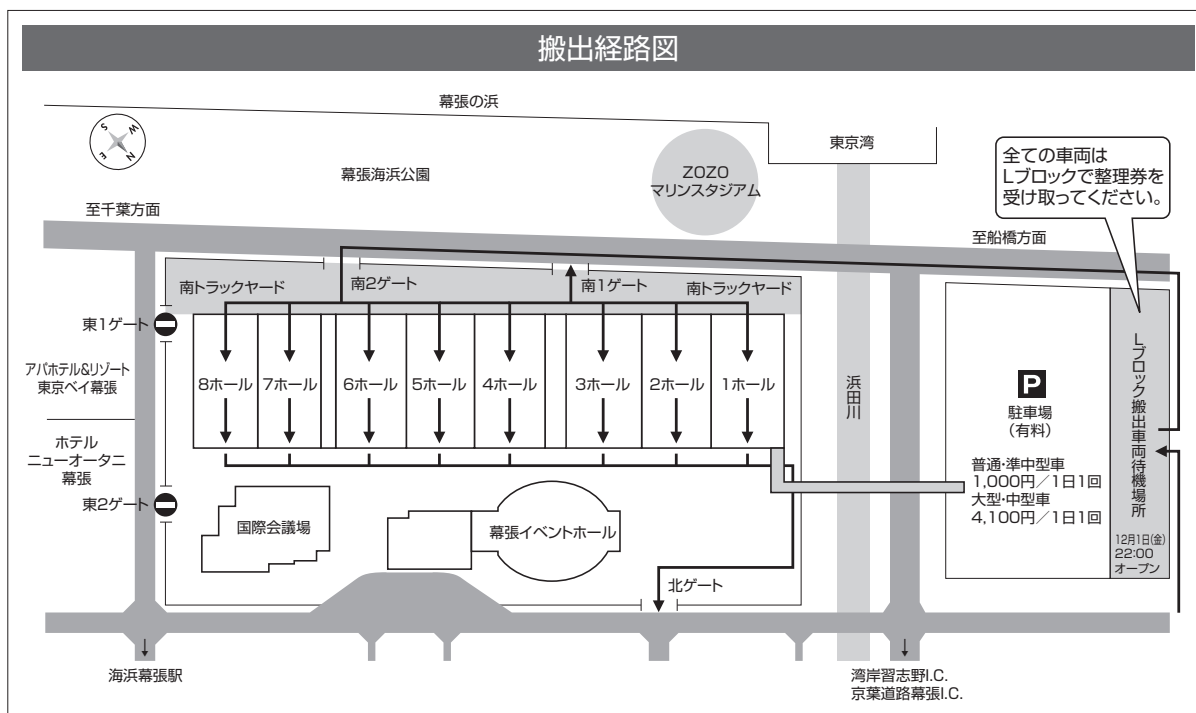 搬出経路図
幕張の浜
S
W
E
N
東京湾
幕張海浜公園
ZOZO
マリンスタジアム
全ての車両は
Lブロックで整理券を
受け取ってください。
至千葉方面
至船橋方面
南トラックヤード
南2ゲート
南1ゲート
南トラックヤード
東1ゲート
アパホテル&リゾート
東京ベイ幕張
8ホール
7ホール
6ホール
5ホール
4ホール
3ホール
2ホール
1ホール
浜田川
P
駐車場
(有料)
普通・準中型車
1,000円／1日1回
大型・中型車
4,100円／1日1回
Lブロック搬出車両待機場所
12月1日(金)
22:00
オープン
ホテル
ニューオータニ
幕張
東2ゲート
国際会議場
幕張イベントホール
北ゲート
海浜幕張駅
湾岸習志野I.C.
京葉道路幕張I.C.